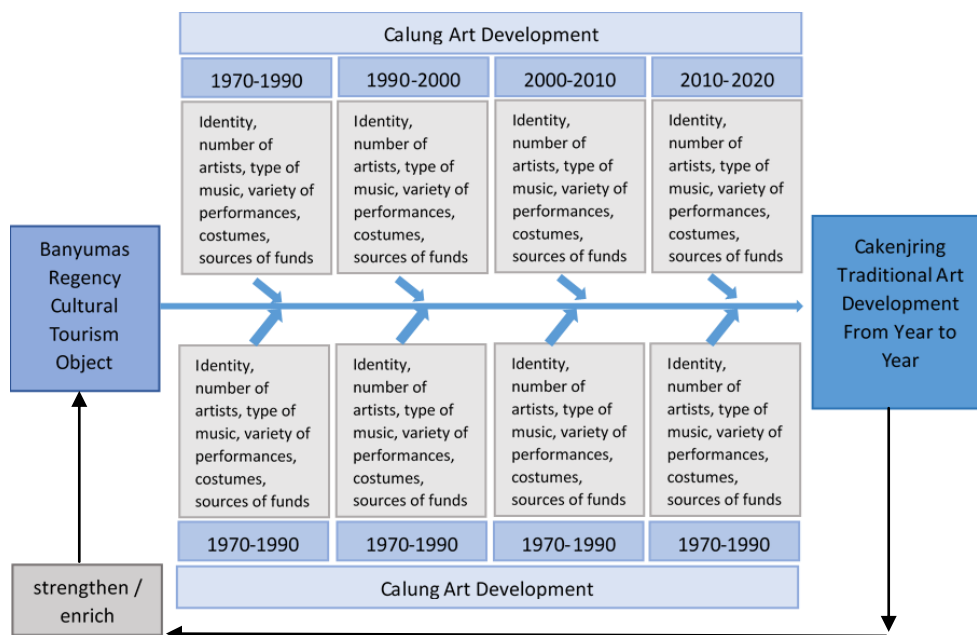 Calung Art Development
1970-1990
1990-2000
2000-2010
2010-2020
Identity,
number of
artists, type of
music, variety of
performances,
costumes,
sources of funds
Identity,
number of
artists, type of
music, variety of
performances,
costumes,
sources of funds
Identity,
number of
artists, type of
music, variety of
performances,
costumes,
sources of funds
Identity,
number of
artists, type of
music, variety of
performances,
costumes,
sources of funds
Banyumas
Regency
Cultural
Tourism
Object
Cakenjring
Traditional Art
Development
From Year to
Year
Identity,
number of
artists, type of
music, variety of
performances,
costumes,
sources of funds
Identity,
number of
artists, type of
music, variety of
performances,
costumes,
sources of funds
Identity,
number of
artists, type of
music, variety of
performances,
costumes,
sources of funds
Identity,
number of
artists, type of
music, variety of
performances,
costumes,
sources of funds
1970-1990
1970-1990
1970-1990
1970-1990
Calung Art Development
strengthen /
enrich